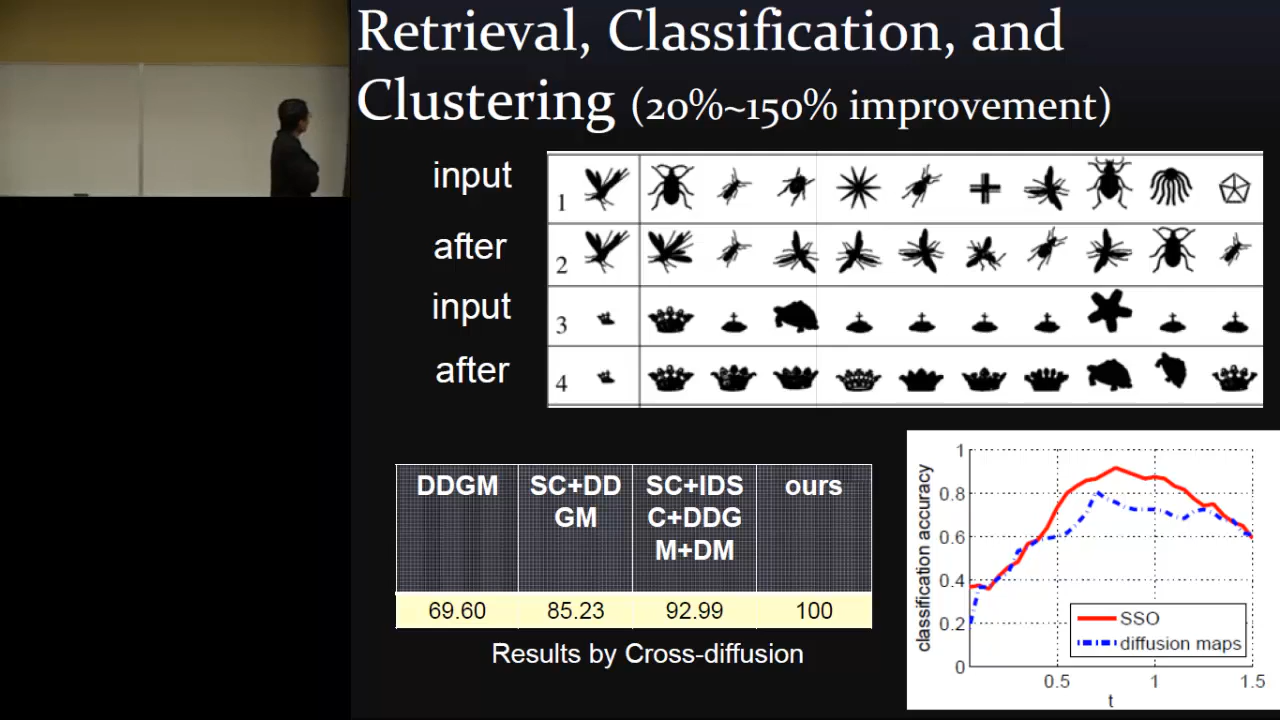 Retrieval, Classification, and
Clustering (20%~150% improvement)
input
1
after
2
input
3
after
4
DDGM
SC+DD
GM
SC+IDS
C+DDG
M+DM
ours
69.60
85.23
92.99
100
Results by Cross-diffusion
classification accuracy
1
0.8
0.6
0.4
0.2
0
0.5
1
1.5
t
SSO
diffusion maps